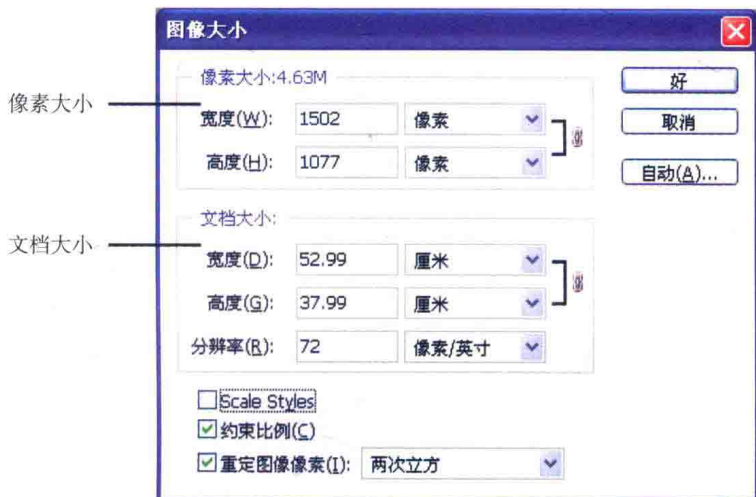 图像大小
像素大小:4.63M
好
像素大小
宽度(W): 1502 像素
取消
高度(H): 1077 像素
自动(A)...
文档大小:
文档大小
宽度(D): 52.99 厘米
高度(G): 37.99 厘米
分辨率(R): 72 像素/英寸
Scale Styles
约束比例(C)
重定图像像素(I): 两次立方